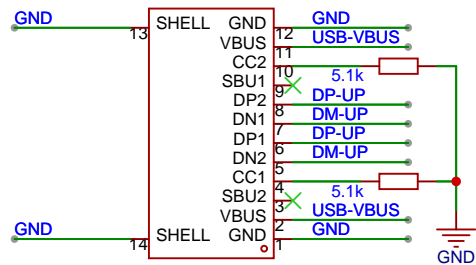 GND 13 SHELL GND 12 GND
VBUS 11 USB-VBUS
CC2 10 5.1k
SBU1 9
DP2 8 DP-UP
DN1 7 DM-UP
DP1 6 DP-UP
DN2 5 DM-UP
CC1 4 5.1k
SBU2 3
VBUS 2 USB-VBUS
GND 14 SHELL GND 1 GND
GND